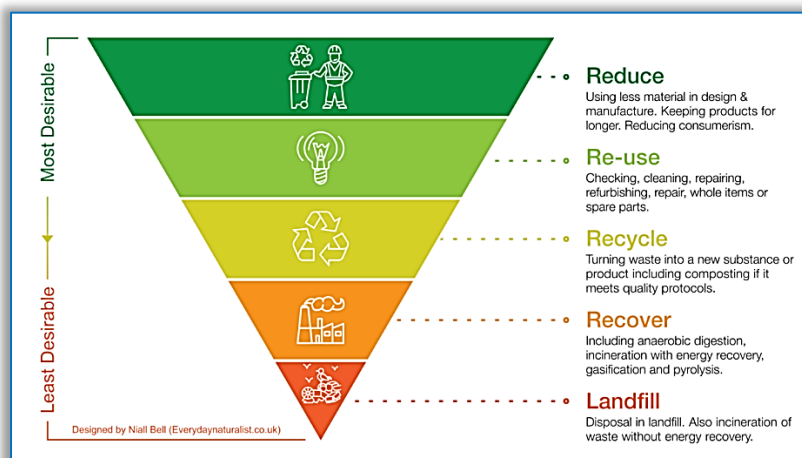 Most Desirable
Least Desirable
Reduce
Using less material in design &
manufacture. Keeping products for
longer. Reducing consumerism.
Re-use
Checking, cleaning, repairing,
refurbishing, repair, whole items or
spare parts.
Recycle
Turning waste into a new substance or
product including composting if it
meets quality protocols.
Recover
Including anaerobic digestion,
incineration with energy recovery,
gasification and pyrolysis.
Landfill
Disposal in landfill. Also incineration of
waste without energy recovery.
Designed by Niall Bell (Everydaynaturalist.co.uk)